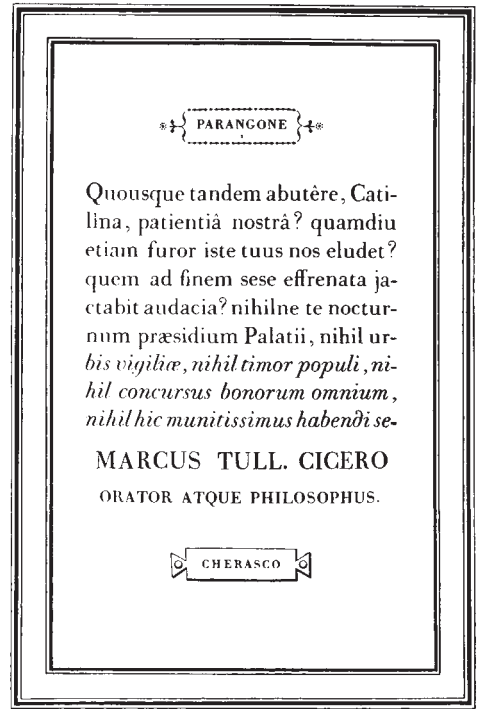 PARANGONE
1
Quousque tandem abutêre, Cati-
lina, patientiâ nostrâ? quamdiu
etiam furor iste tuus nos eludet?
quem ad finem sese effrenata ja-
ctabit audacia? nihilne te noctur-
num præsidium Palatii, nihil ur-
bis vigiliæ, nihil timor populi, ni-
hil concursus bonorum omnium,
nihil hic munitissimus habendi se-
MARCUS TULL. CICERO
ORATOR ATQUE PHILOSOPHUS.
CHERASCO